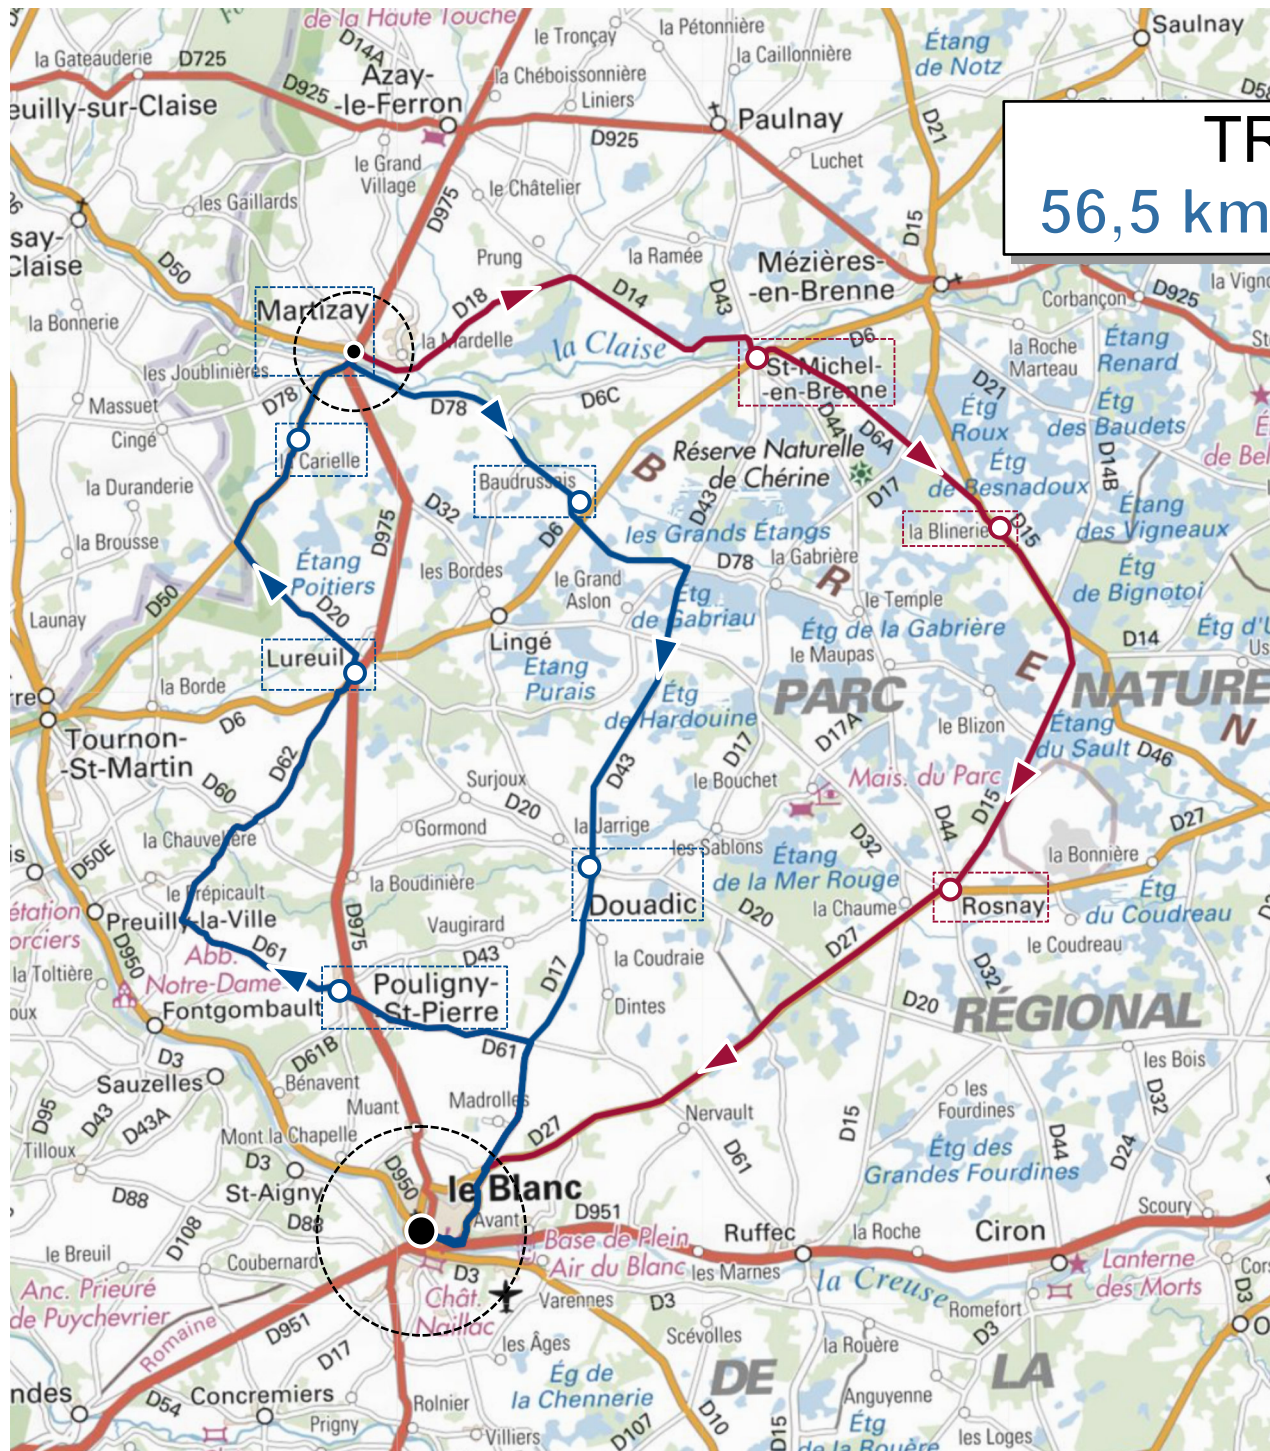 de la Haute Touche
Saulnay
la Pétonnière
le Tronçay
Étang
de Notz
la Gateauderie
D725
D14A
la Caillonnière
Azay-
-le-Ferron
la Chéboissonnière
Liniers
D925
euilly-sur-Claise
Paulnay
D925
D21
TR
56,5 km
le Grand
Village
Luchet
les Gaillards
le Châtelier
D975
say-
Claise
D50
Prung
la Ramée
D15
Mézières-
-en-Brenne
D43
la Bonnerie
Martizay
D18
D14
Corbançon
D925
la Mardelle
la Claise
D6
la Roche
Marteau
Étang
Renard
les Joublinières
St-Michel-
-en-Brenne
D21
D78
D78
D6C
Étg
Roux
Étg
des Baudets
Massuet
Cingé
D44
D6A
la Carielle
B
Réserve Naturelle
de Chérine
D14B
de Bel
la Duranderie
Baudrussais
D17
Étg
de Besnadoux
D32
D43
Étang
des Vigneaux
la Brousse
D975
D6
les Grands Étangs
la Blinerie
D15
Étang
Poitiers
les Bordes
D78
la Gabrière
R
Étg
de Bignotoi
le Grand
Aslon
D50
D20
Étg
de Gabriau
le Temple
Launay
Lingé
Étg de la Gabrière
D14
Étg d'U
Lureuil
le Maupas
Etang
Purais
E
rre
la Borde
Étg
de Hardouine
PARC
NATURE
D6
D17A
le Blizon
Étang
du Sault
N
Tournon-
-St-Martin
D62
D17
D46
D60
Surjoux
D43
le Bouchet
Mais. du Parc
D20
D15
D44
D27
la Chauvelière
Gormond
la Jarrige
D32
les Sablons
D50E
Étang
de la Mer Rouge
la Bonnière
le Frépicault
la Boudinière
Étg
du Coudreau
Preuilly-la-Ville
Douadic
la Chaume
Rosnay
étation
orciers
D975
Vaugirard
D20
D61
D950
D43
D27
le Coudreau
Abb.
Notre-Dame
la Toltière
la Coudraie
D32
Pouligny-
-St-Pierre
D17
Fontgombault
Dintes
D20
RÉGIONAL
D61B
D61
D3
les Bois
Sauzelles
Bénavent
Madrolles
les
Fourdines
D32
D95
D43
D43A
Muant
Nervault
D15
Tilloux
Mont la Chapelle
D27
D61
Étg des
Grandes Fourdines
D44
D24
D3
D950
St-Aigny
le Blanc
D88
D88
Avant
D951
Scoury
D108
Ruffec
la Roche
Ciron
le Breuil
Coubernard
Base de Plein
Air du Blanc
les Marnes
Lanterne
des Morts
D3
Anc. Prieuré
de Puychevrier
Chât.
Naillac
Varennes
D3
la Creuse
Romefort
D3
Romaine
D951
Scévolles
la Rouère
D17
les Âges
Ég de
la Chennerie
DE
LA
ndes
D54
Concremiers
Rolnier
Anguyenne
Prigny
Villiers
D107
D10
D15
Étg
de la Rouère
les Loges